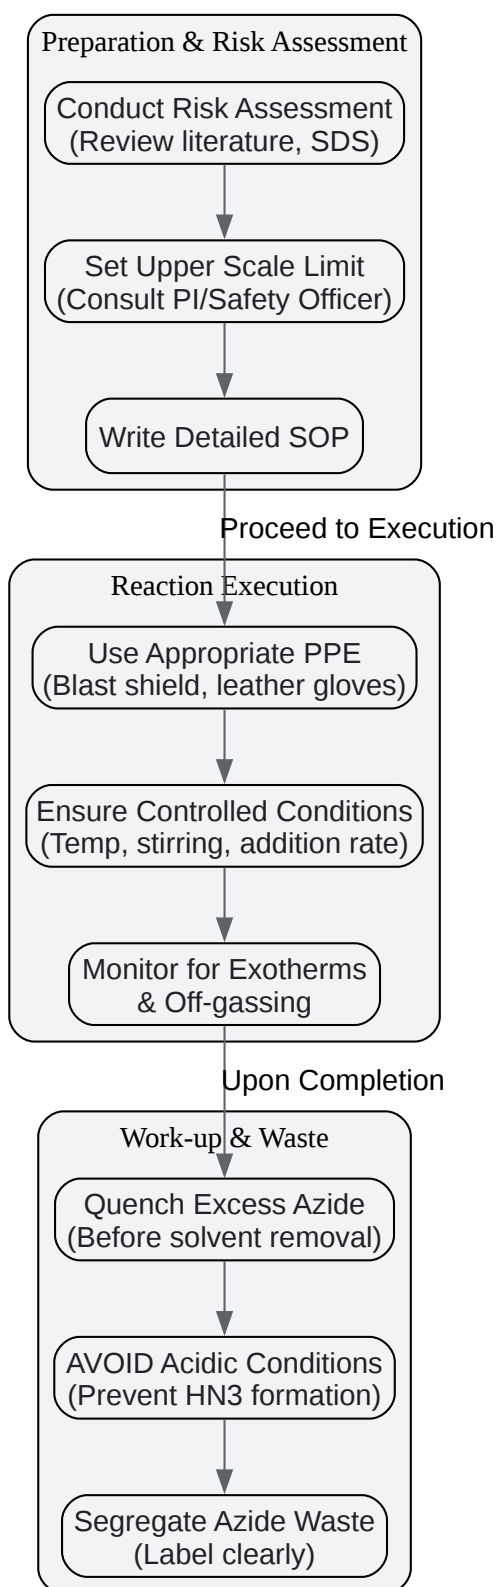 Preparation & Risk Assessment
Conduct Risk Assessment
(Review literature, SDS)
Set Upper Scale Limit
(Consult PI/Safety Officer)
Write Detailed SOP
Proceed to Execution
Reaction Execution
Use Appropriate PPE
(Blast shield, leather gloves)
Ensure Controlled Conditions
(Temp, stirring, addition rate)
Monitor for Exotherms
& Off-gassing
Upon Completion
Work-up & Waste
Quench Excess Azide
(Before solvent removal)
AVOID Acidic Conditions
(Prevent HN3 formation)
Segregate Azide Waste
(Label clearly)